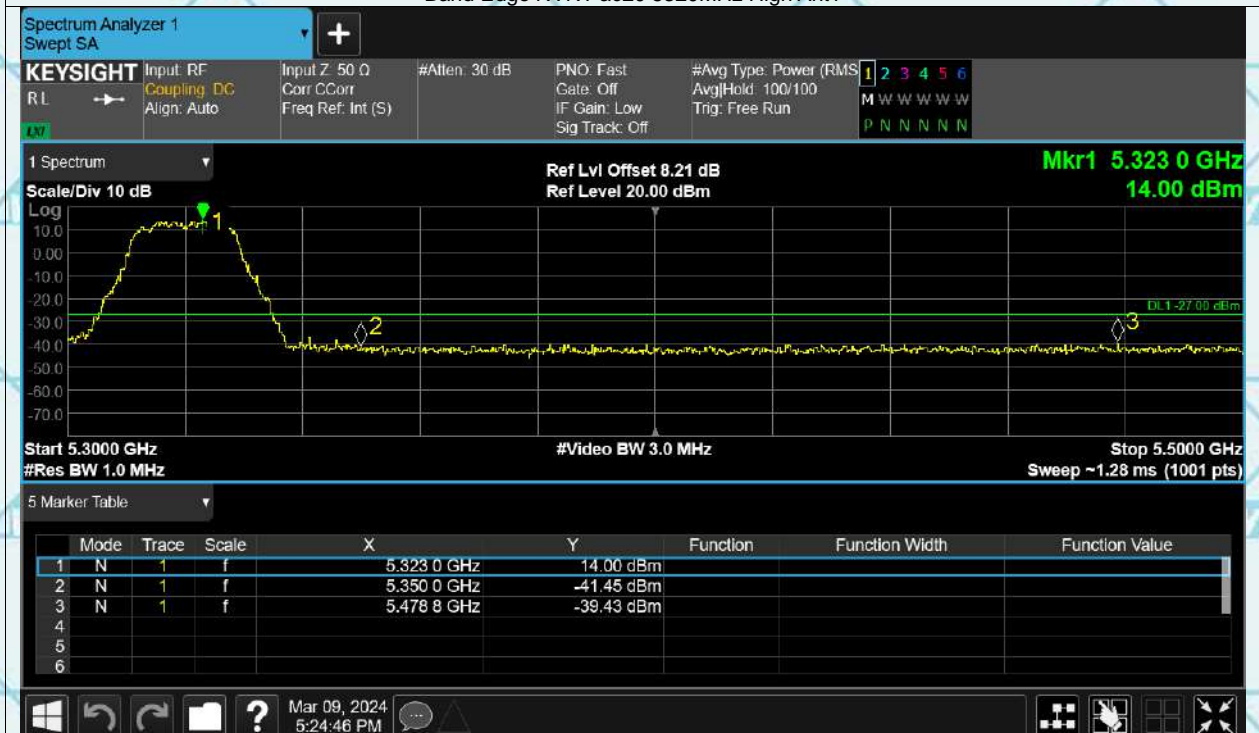 Spectrum Analyzer 1
Swept SA
+
KEYSIGHT
RL
LXI
Input: RF
Coupling: DC
Align: Auto
Input Z: 50 Ω
Corr CCorr
Freq Ref: Int (S)
#Atten: 30 dB
PNO: Fast
Gate: Off
IF Gain: Low
Sig Track: Off
#Avg Type: Power (RMS
Avg|Hold: 100/100
Trig: Free Run
1 2 3 4 5 6
M W W W W W
P N N N N N
1 Spectrum
Scale/Div 10 dB
Ref Lvl Offset 8.21 dB
Ref Level 20.00 dBm
Mkr1 5.323 0 GHz
14.00 dBm
Log
10.0
0.00
-10.0
-20.0
-30.0
-40.0
-50.0
-60.0
-70.0
1
2
3
DL1 -27.00 dBm
Start 5.3000 GHz
#Video BW 3.0 MHz
Stop 5.5000 GHz
#Res BW 1.0 MHz
Sweep ~1.28 ms (1001 pts)
5 Marker Table
Mode Trace Scale X Y Function Function Width Function Value
1 N 1 f 5.323 0 GHz 14.00 dBm
2 N 1 f 5.350 0 GHz -41.45 dBm
3 N 1 f 5.478 8 GHz -39.43 dBm
4
5
6
?
Mar 09, 2024
5:24:46 PM